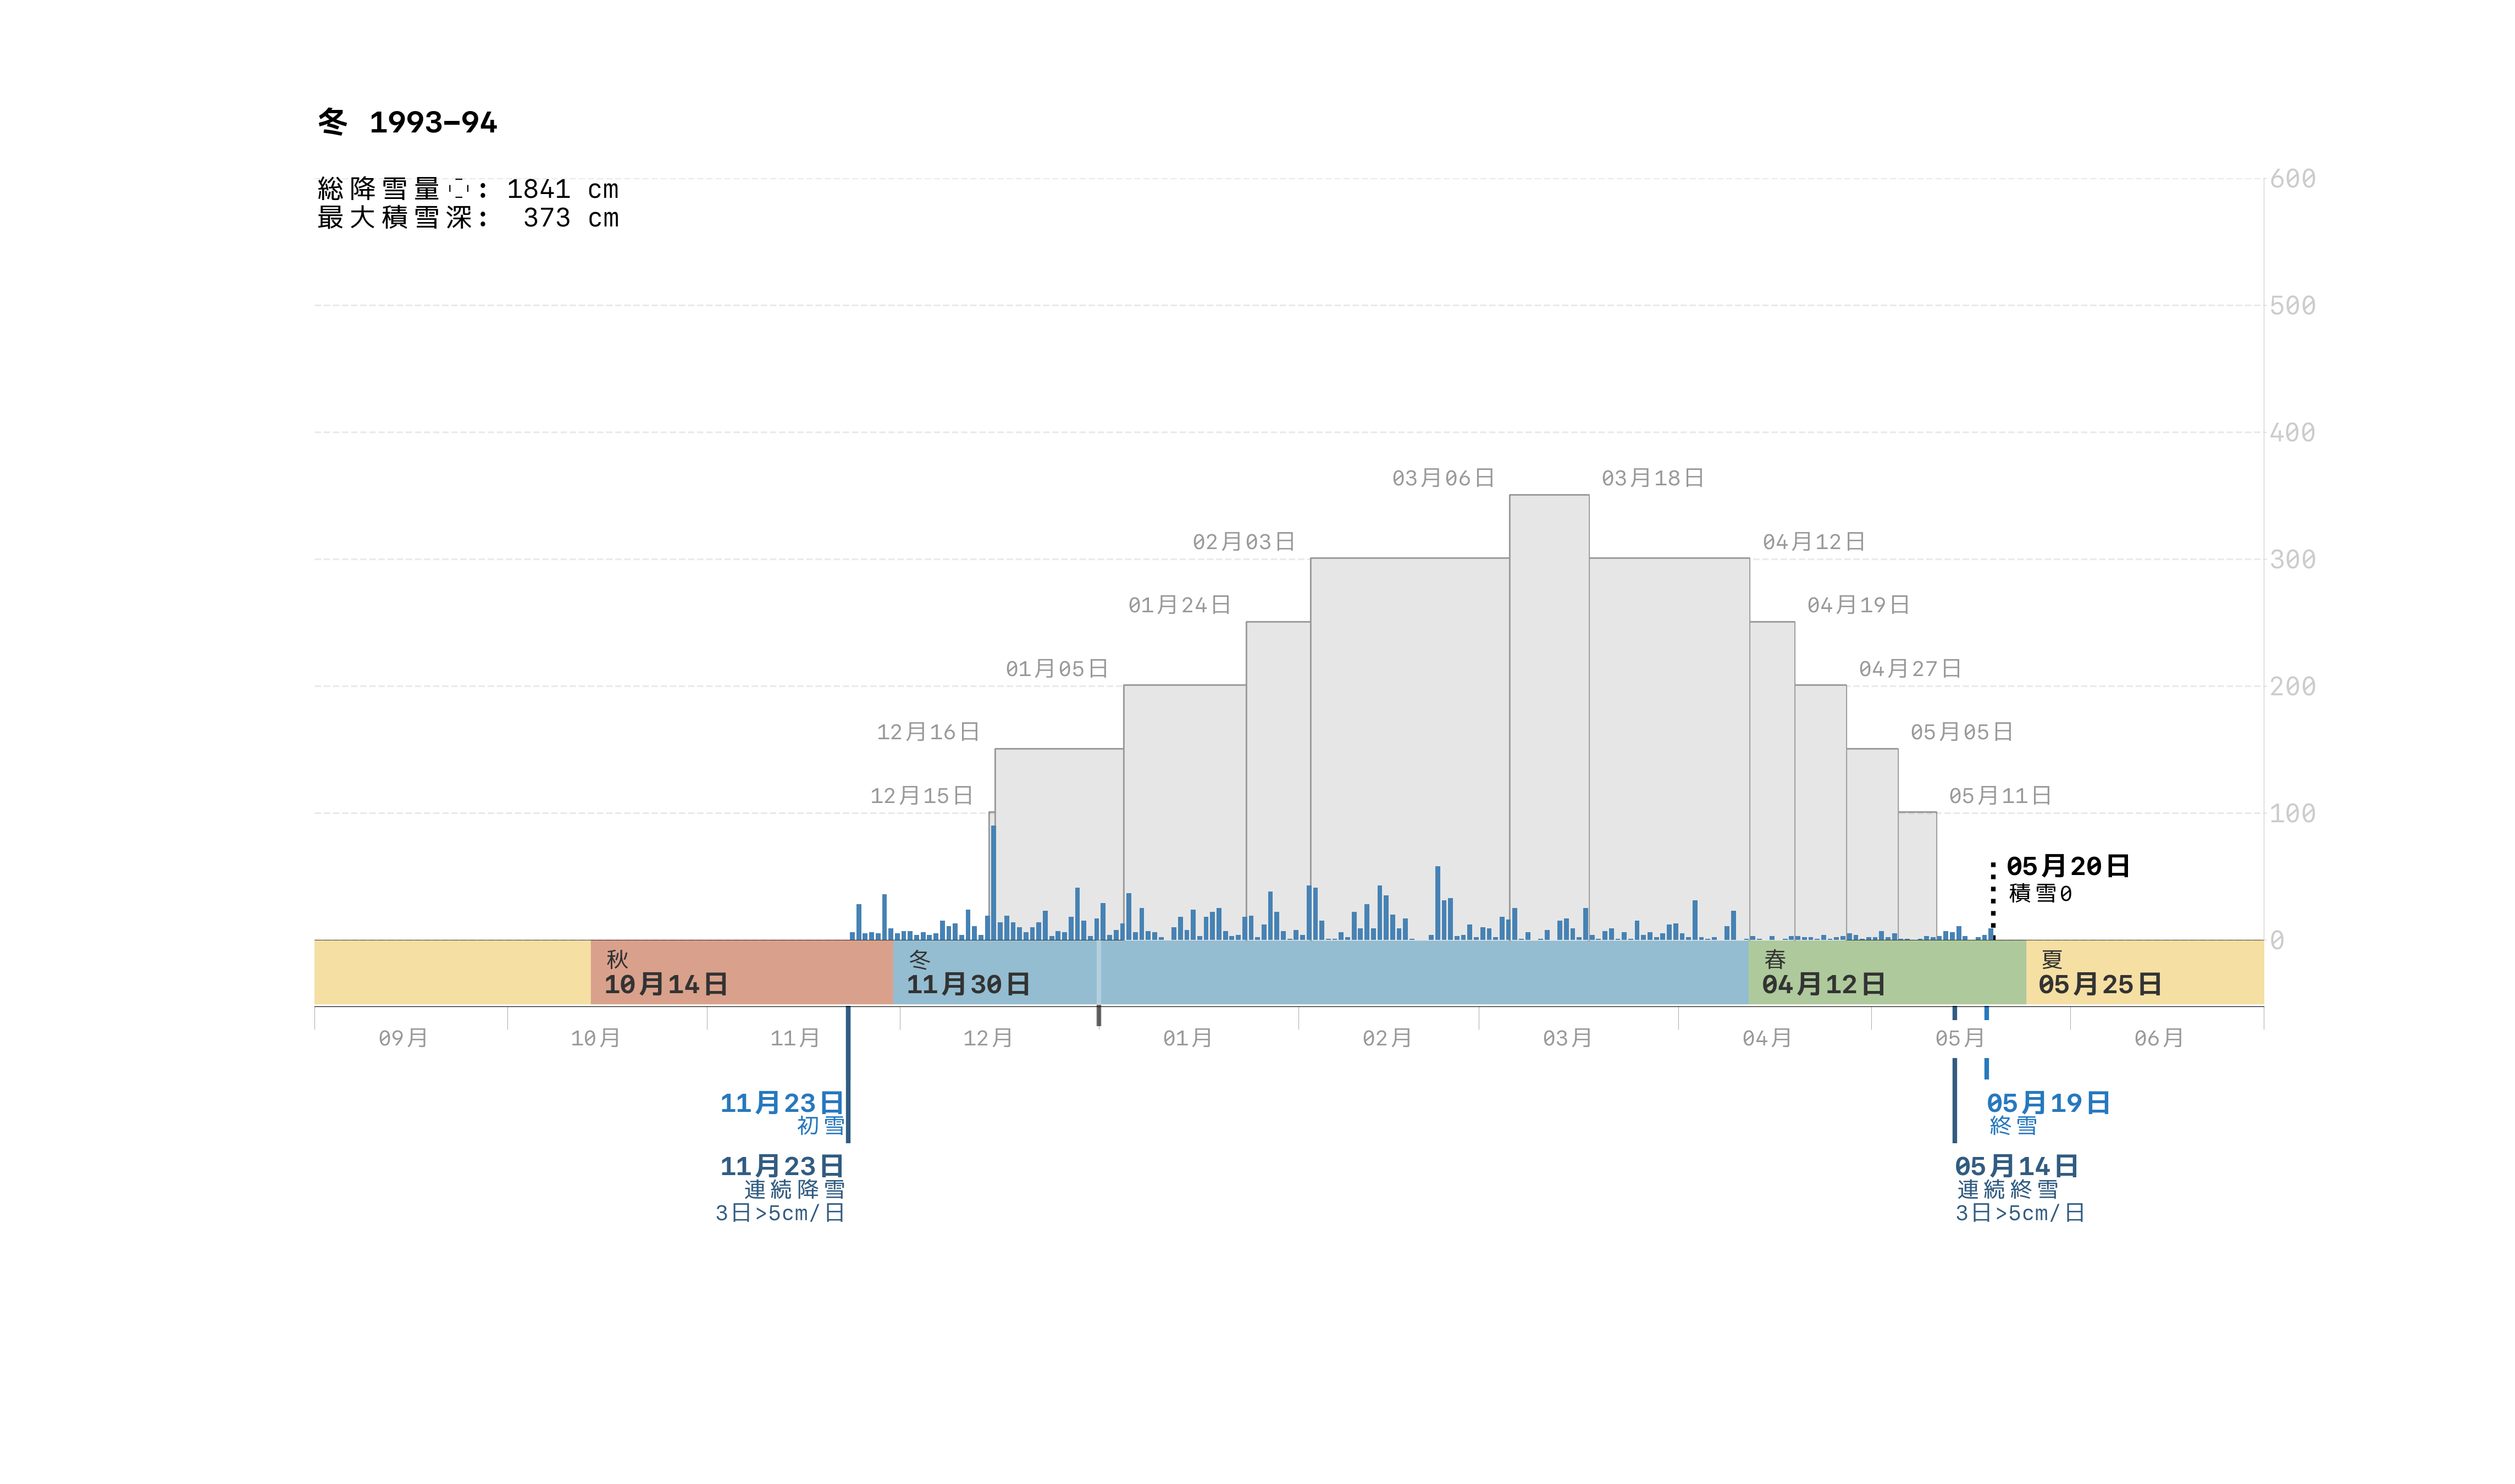 冬 1993–94
総降雪量 : 1841 cm
最大積雪深: 373 cm
600
500
400
300
200
100
0
03月06日
03月18日
02月03日
04月12日
01月24日
04月19日
01月05日
04月27日
12月16日
05月05日
12月15日
05月11日
05月20日
積雪0
秋
10月14日
冬
11月30日
春
04月12日
夏
05月25日
09月
10月
11月
12月
01月
02月
03月
04月
05月
06月
11月23日
初雪
11月23日
連続降雪
3日>5cm/日
05月19日
終雪
05月14日
連続終雪
3日>5cm/日